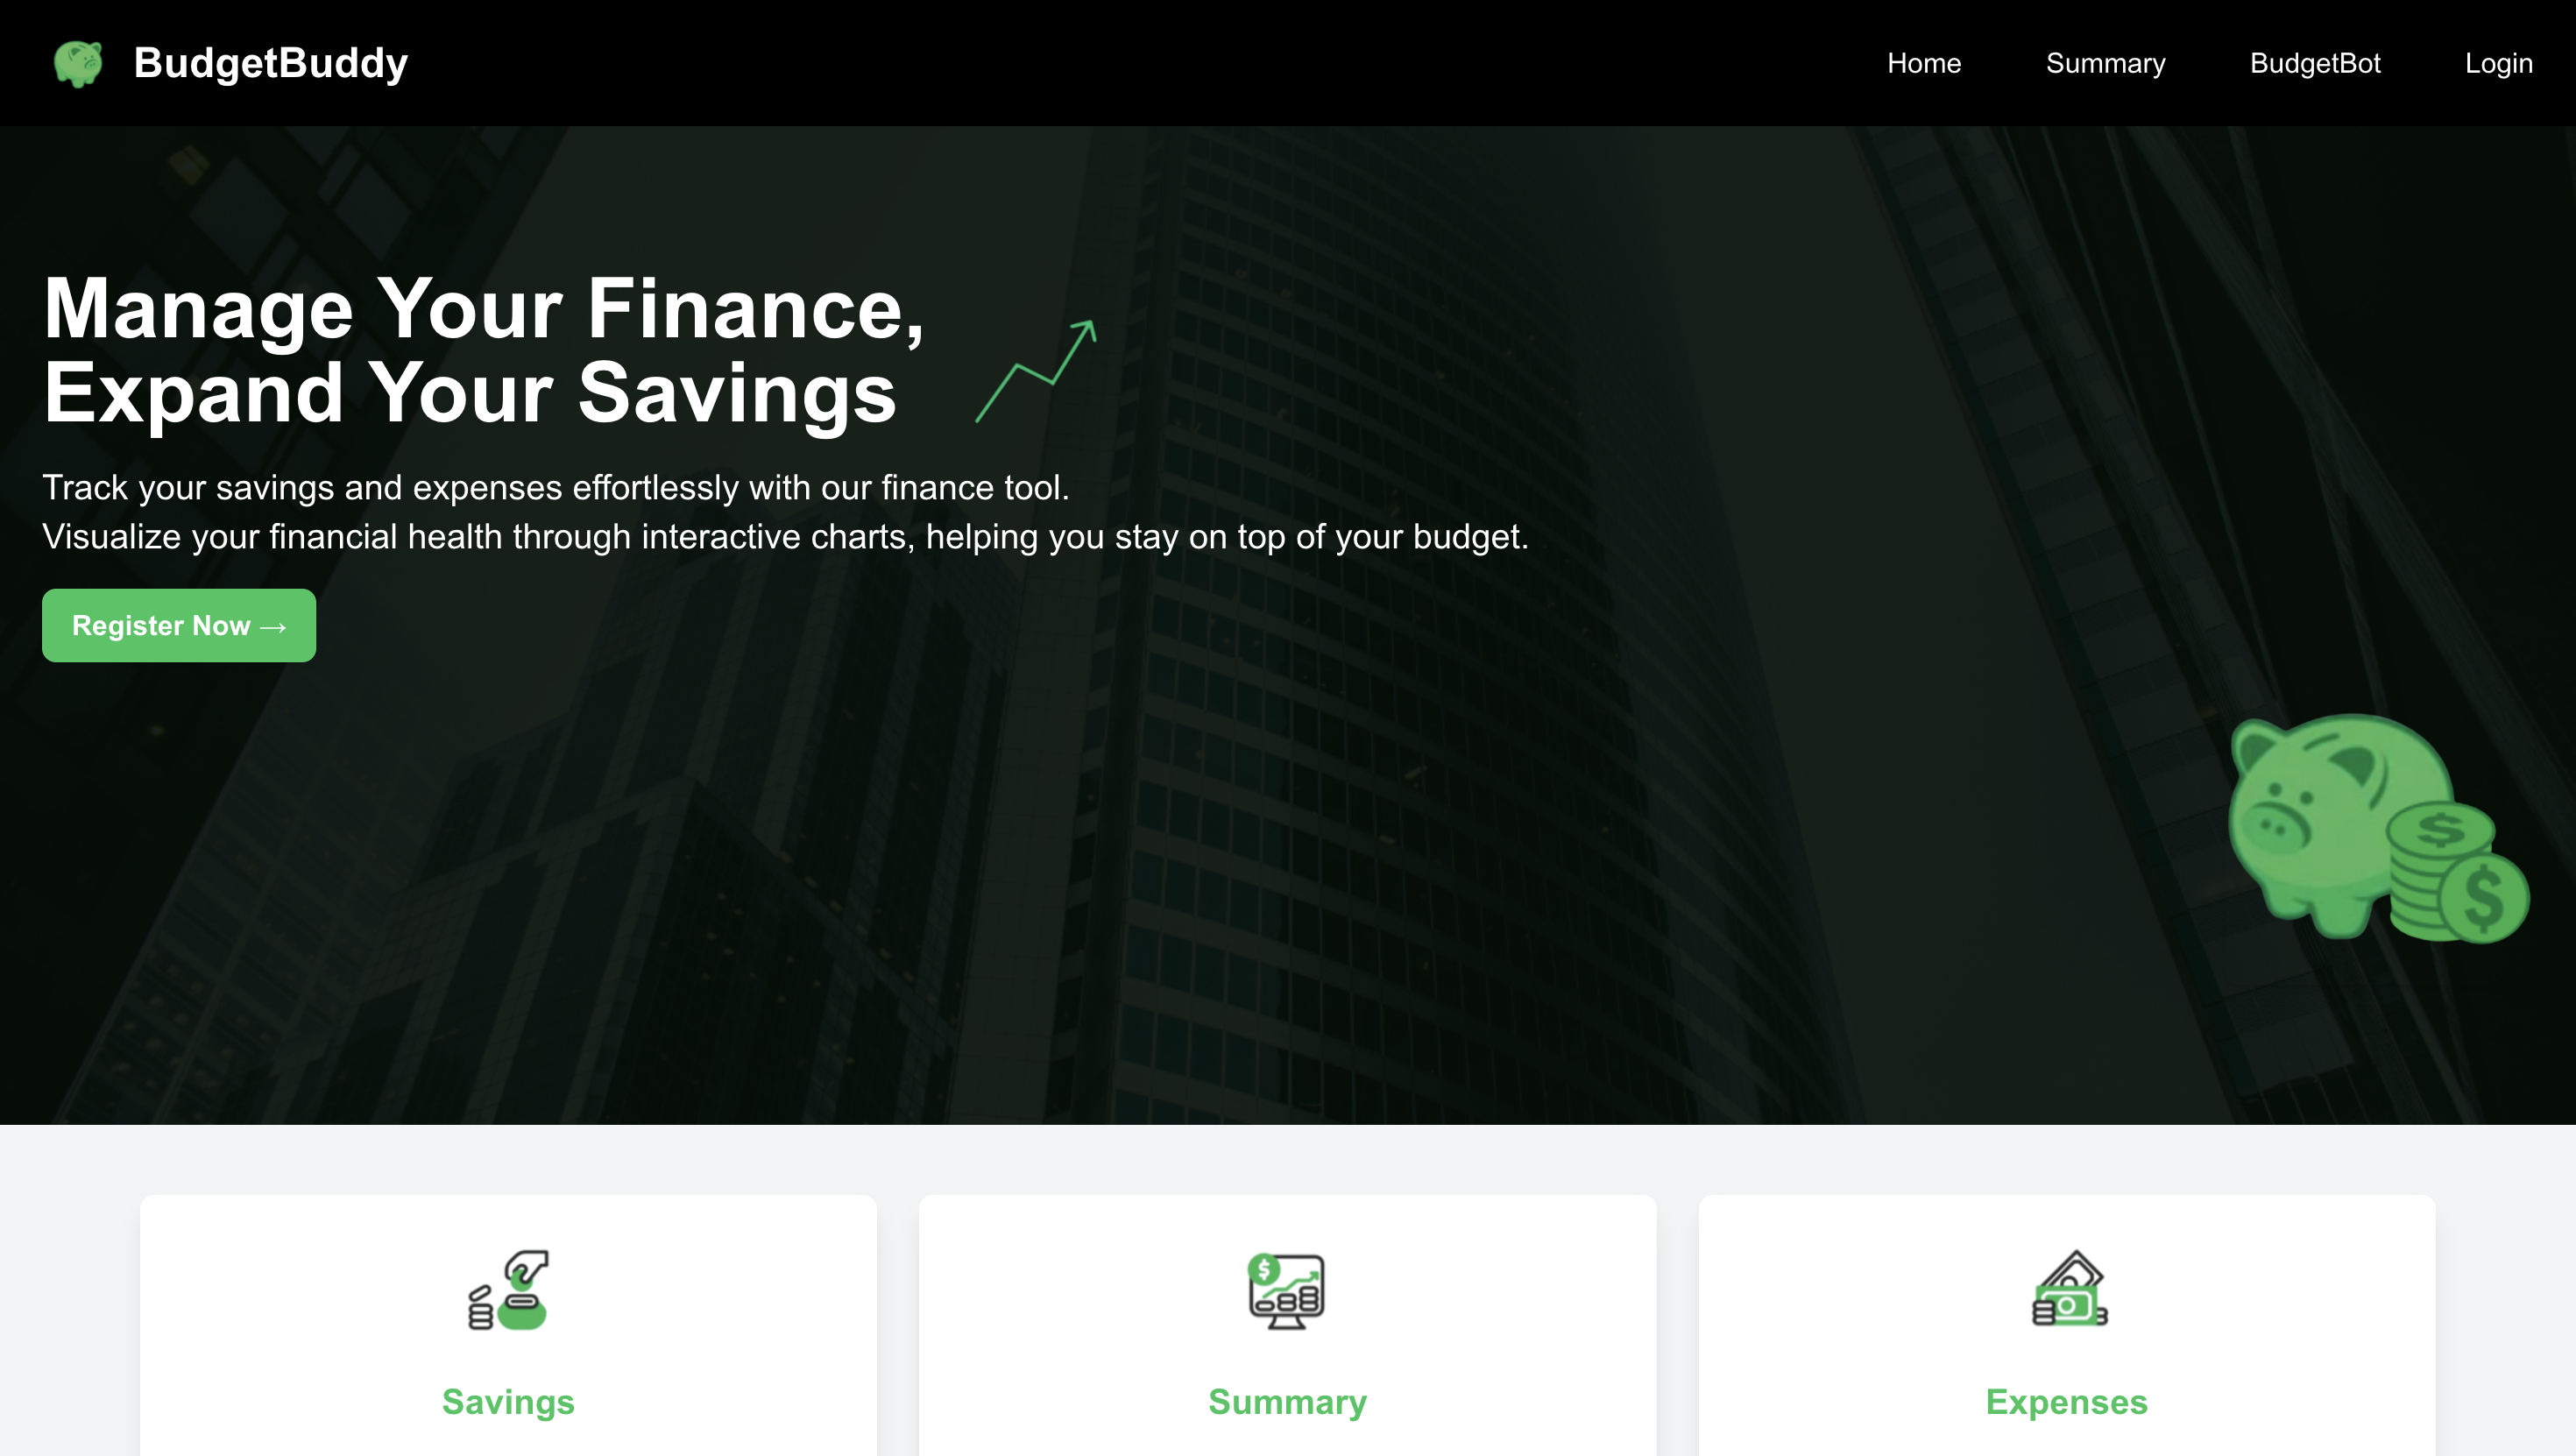 BudgetBuddy
Home
Summary
BudgetBot
Login
Manage Your Finance,
Expand Your Savings
Track your savings and expenses effortlessly with our finance tool.
Visualize your financial health through interactive charts, helping you stay on top of your budget.
Register Now →
$
$
$
Savings
Summary
Expenses